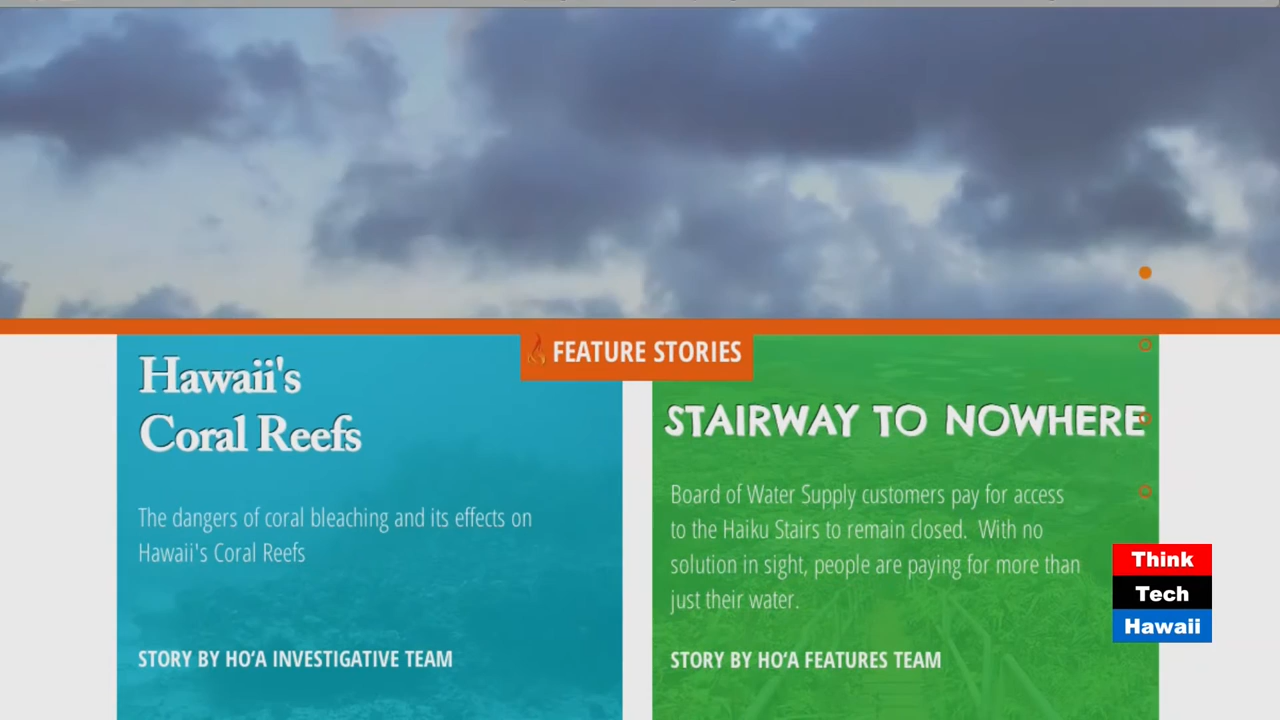 FEATURE STORIES
Hawaii's
Coral Reefs
The dangers of coral bleaching and its effects on
Hawaii's Coral Reefs
STORY BY HOʻA INVESTIGATIVE TEAM
STAIRWAY TO NOWHERE
Board of Water Supply customers pay for access
to the Haiku Stairs to remain closed. With no
solution in sight, people are paying for more than
just their water.
STORY BY HOʻA FEATURES TEAM
Think
Tech
Hawaii